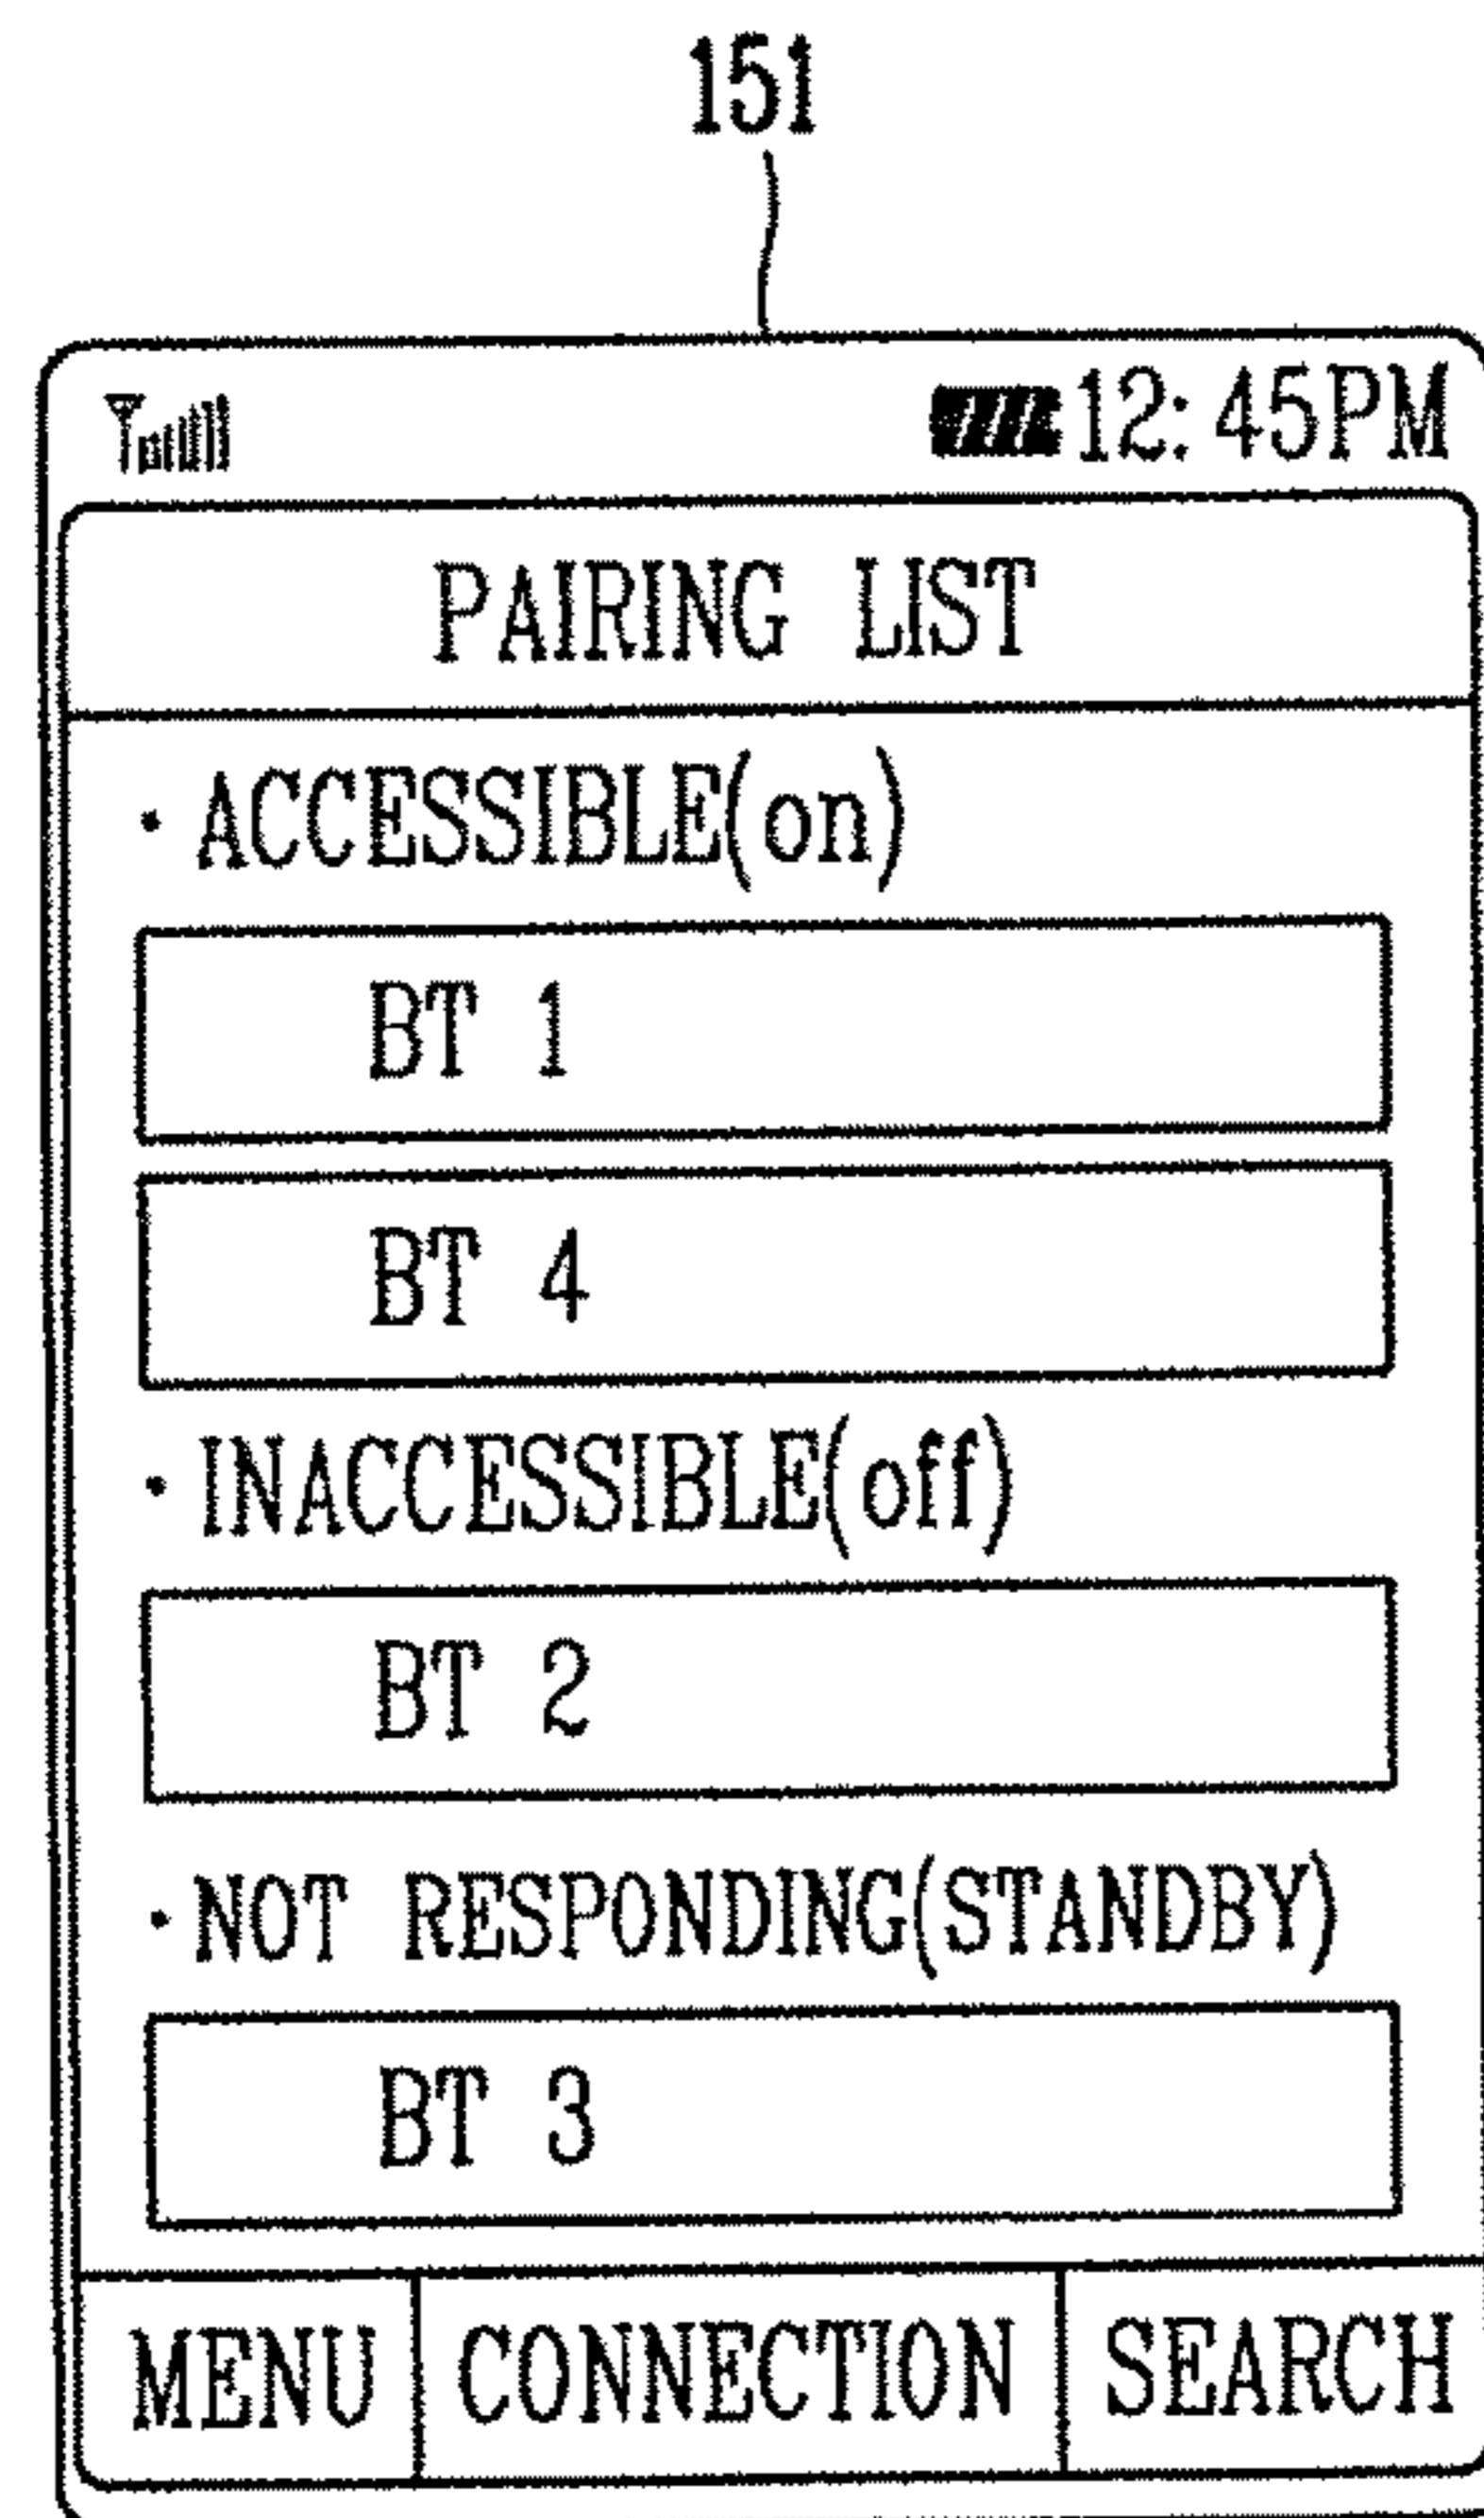 151
12:45PM
PAIRING LIST
· ACCESSIBLE(on)
BT 1
BT 4
· INACCESSIBLE(off)
BT 2
· NOT RESPONDING(STANDBY)
BT 3
MENU CONNECTION SEARCH